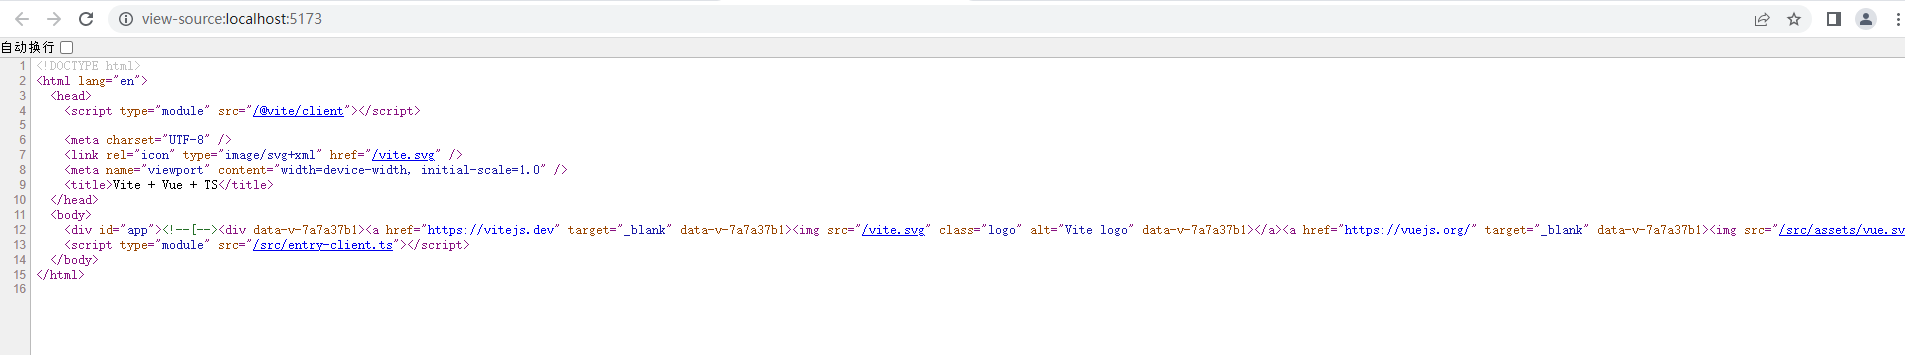 view-source:localhost:5173
自动换行
1 <!DOCTYPE html>
2 <html lang="en">
3 <head>
4 <script type="module" src="/@vite/client"></script>
5
6 <meta charset="UTF-8" />
7 <link rel="icon" type="image/svg+xml" href="/vite.svg" />
8 <meta name="viewport" content="width=device-width, initial-scale=1.0" />
9 <title>Vite + Vue + TS</title>
10 </head>
11 <body>
12 <div id="app"><!--[--><div data-v-7a7a37b1><a href="https://vitejs.dev" target="_blank" data-v-7a7a37b1><img src="/vite.svg" class="logo" alt="Vite logo" data-v-7a7a37b1></a><a href="https://vuejs.org/" target="_blank" data-v-7a7a37b1><img src="/src/assets/vue.sv
13 <script type="module" src="/src/entry-client.ts"></script>
14 </body>
15 </html>
16